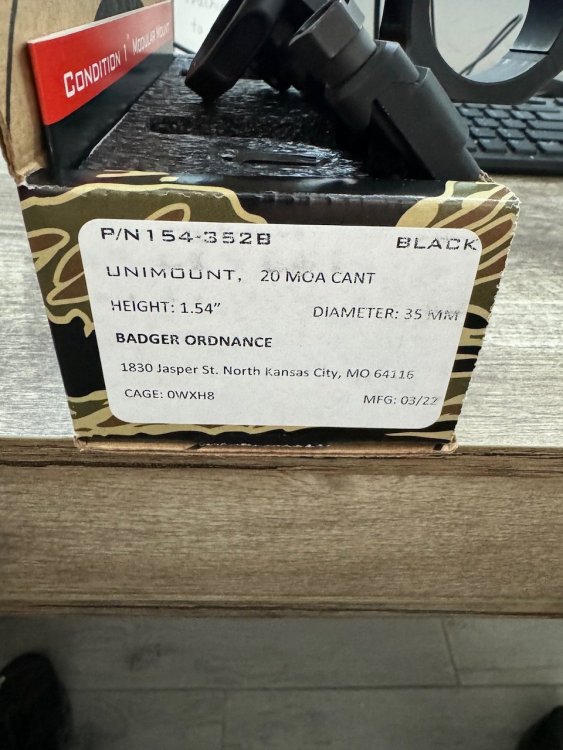 CONDITION 1 MODULAR MOUNT
P/N 154-352B BLACK
UNIMOUNT, 20 MOA CANT
HEIGHT: 1.54” DIAMETER: 35 MM
BADGER ORDNANCE
1830 Jasper St. North Kansas City, MO 64116
CAGE: 0WXH8 MFG: 03/22